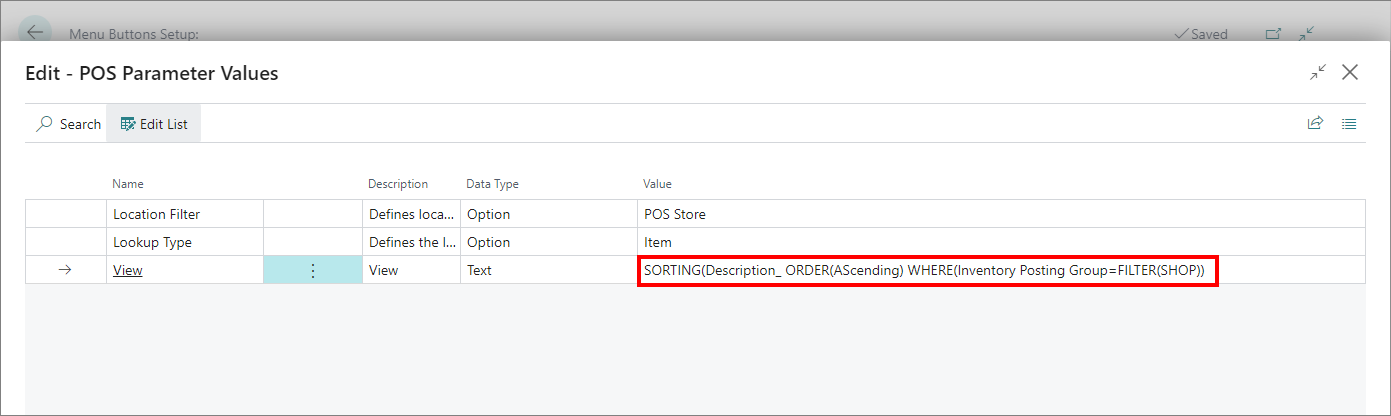 Menu Buttons Setup:
Saved
Edit - POS Parameter Values
Search
Edit List
Name Description Data Type Value
Location Filter Defines loca... Option POS Store
Lookup Type Defines the l... Option Item
View View Text SORTING(Description_ ORDER(AScending) WHERE(Inventory Posting Group=FILTER(SHOP))